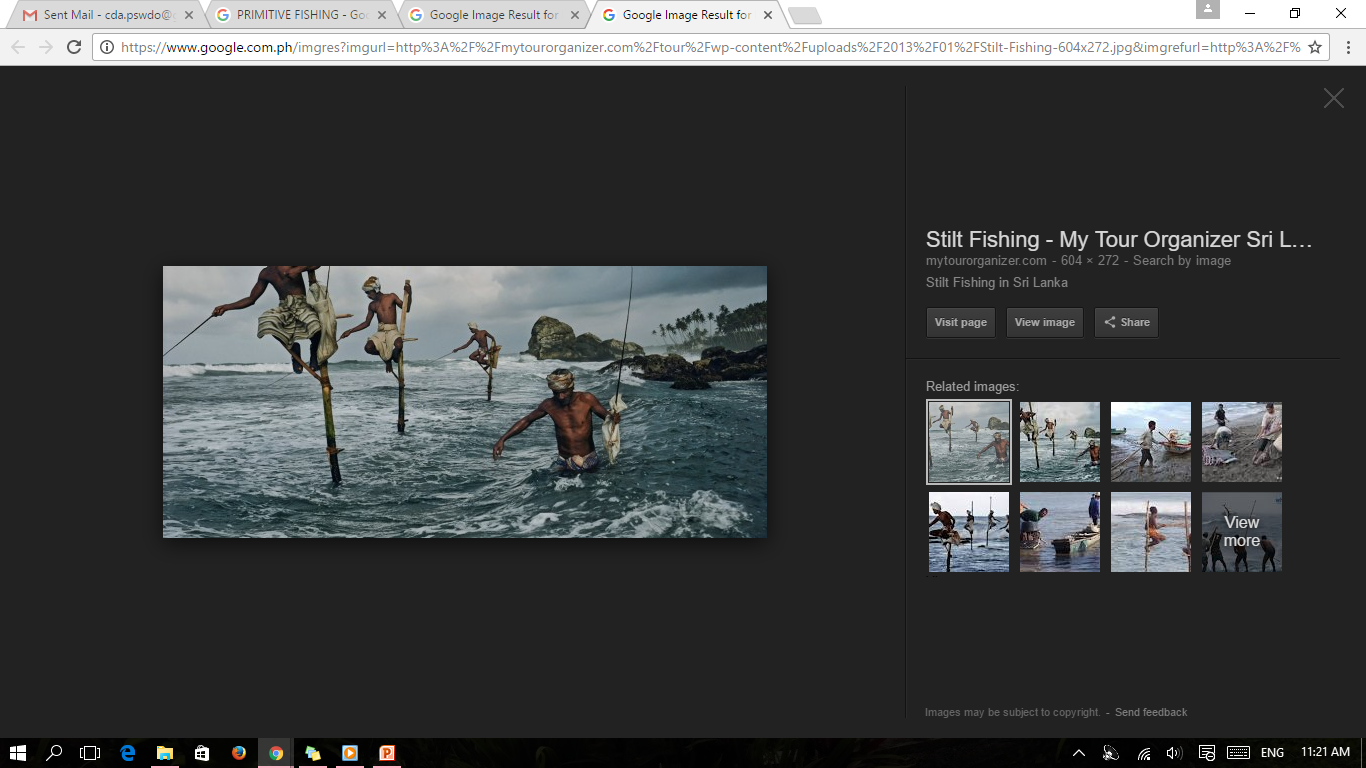 Sent Mail - cda.pswdo@
PRIMITIVE FISHING - Go
Google Image Result for
Google Image Result for
https://www.google.com.ph/imgres?imgurl=http%3A%2F%2Fmytourorganizer.com%2Ftour%2Fwp-content%2Fuploads%2F2013%2F01%2FStilt-Fishing-604x272.jpg&imgrefurl=http%3A%2F%
Stilt Fishing - My Tour Organizer Sri L…
mytourorganizer.com - 604 × 272 - Search by image
Stilt Fishing in Sri Lanka
Visit page
View image
Share
Related images:
View
more
Images may be subject to copyright. - Send feedback
ENG
11:21 AM